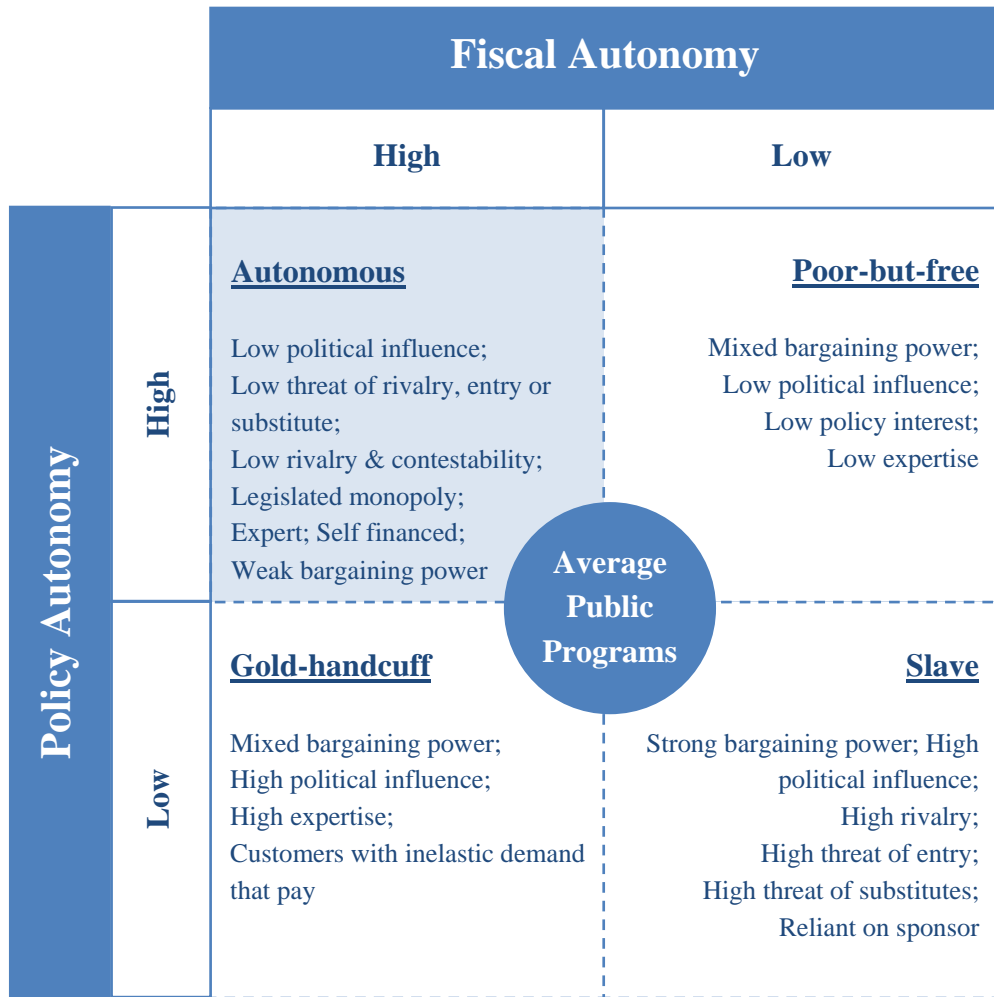 Fiscal Autonomy
High
Low
Policy Autonomy
High
Autonomous
Low political influence;
Low threat of rivalry, entry or
substitute;
Low rivalry & contestability;
Legislated monopoly;
Expert; Self financed;
Weak bargaining power
Poor-but-free
Mixed bargaining power;
Low political influence;
Low policy interest;
Low expertise
Average
Public
Programs
Low
Gold-handcuff
Mixed bargaining power;
High political influence;
High expertise;
Customers with inelastic demand
that pay
Slave
Strong bargaining power; High
political influence;
High rivalry;
High threat of entry;
High threat of substitutes;
Reliant on sponsor